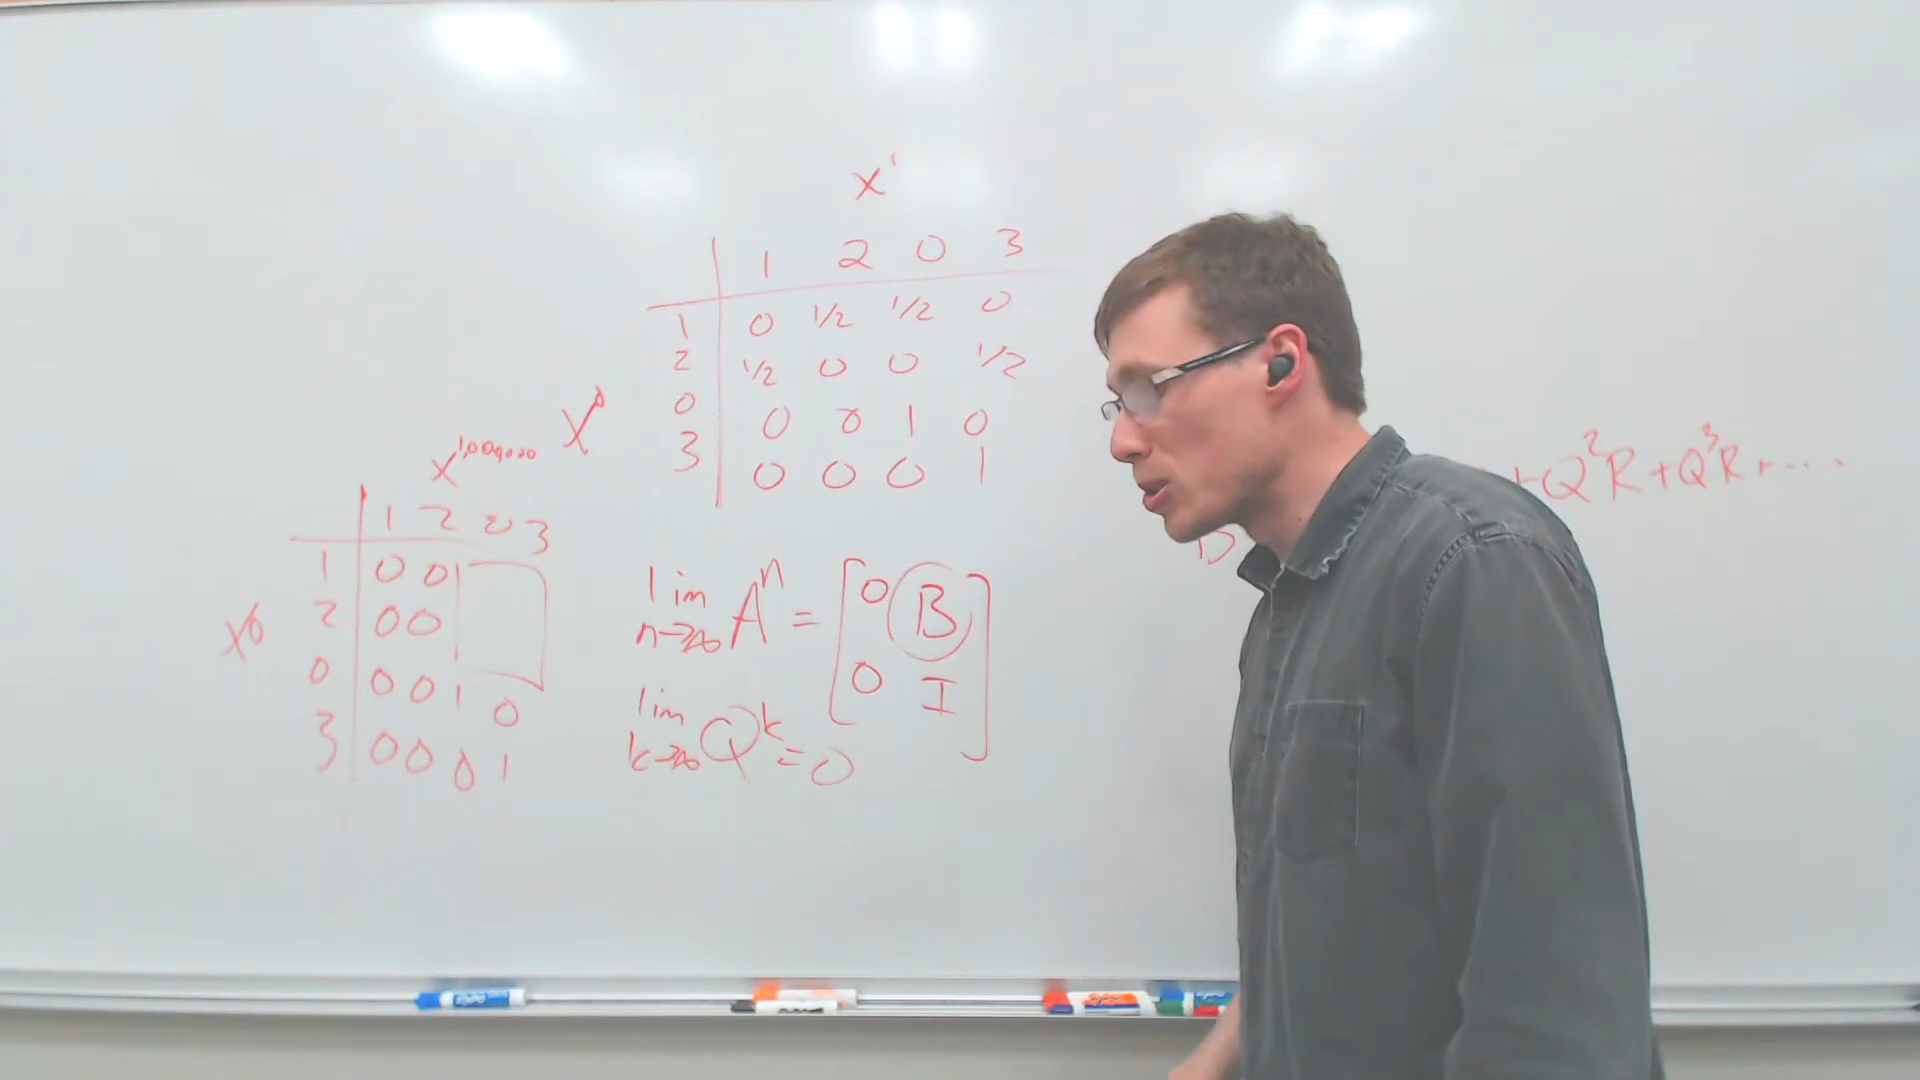 X¹
1 2 0 3
1 0 1/2 1/2 0
2 1/2 0 0 1/2
0 0 0 1 0
3 0 0 0 1
X⁰
X^1,000,000
1 2 0 3
1 0 0
2 0 0
0 0 0 1 0
3 0 0 0 1
X⁰
lim n→∞ Aⁿ = [0 B
0 I]
lim k→∞ Qᵏ = 0
+Q²R+Q³R+....
B